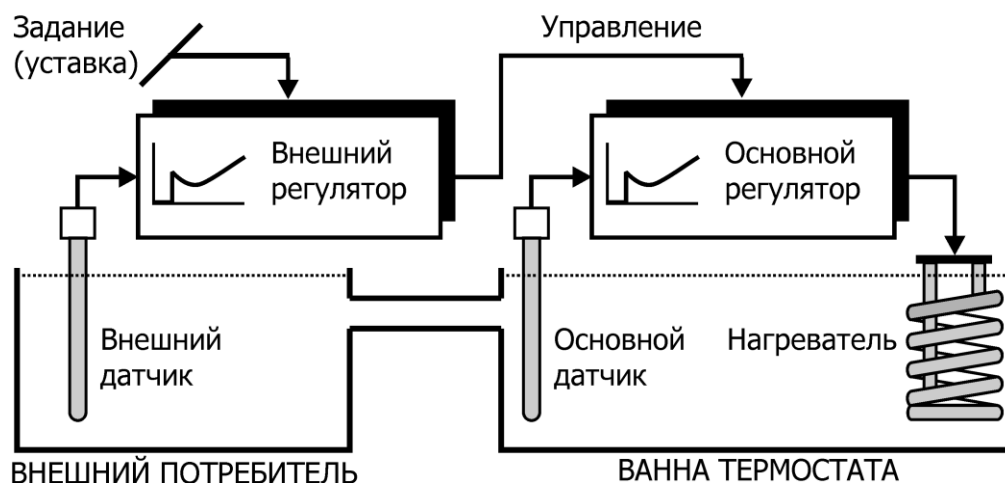 Задание
(уставка)
Управление
Внешний
регулятор
Основной
регулятор
Внешний
датчик
Основной
датчик
Нагреватель
ВНЕШНИЙ ПОТРЕБИТЕЛЬ
ВАННА ТЕРМОСТАТА